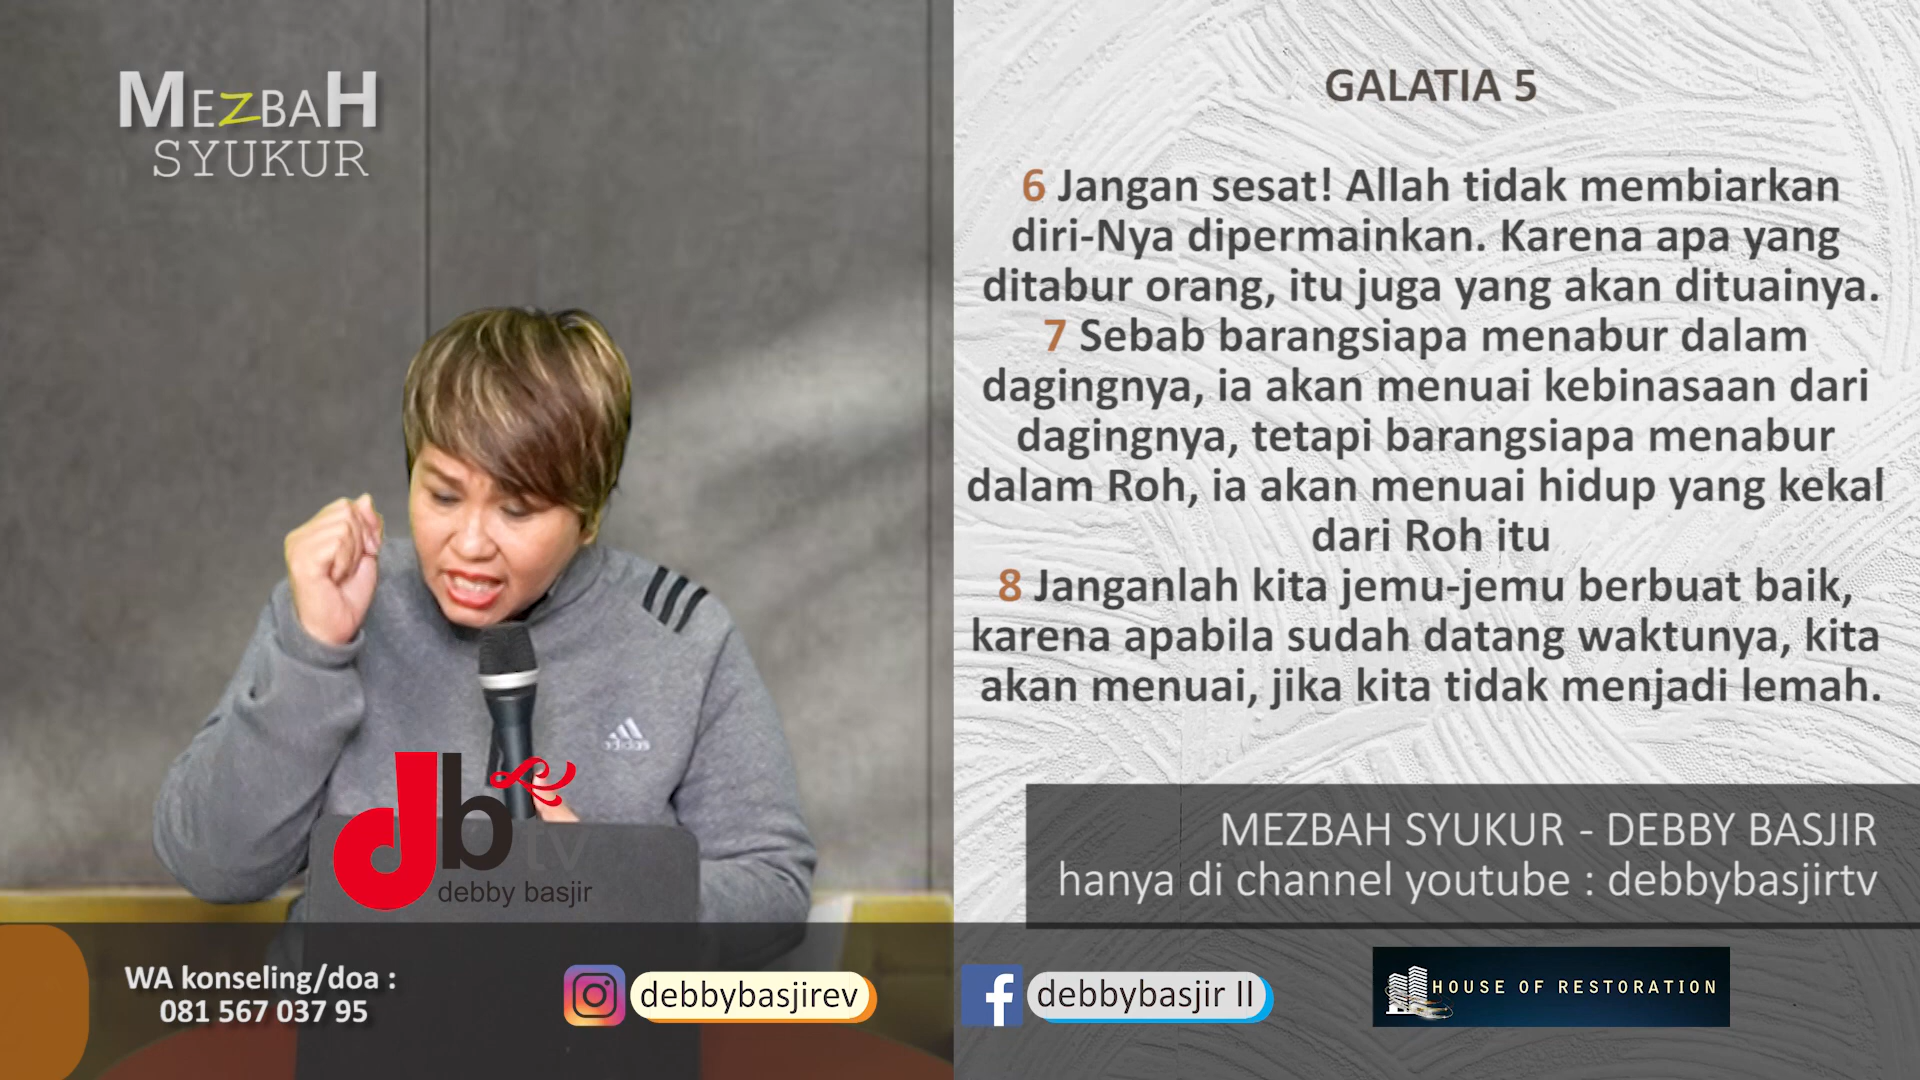 MEZBAH
SYUKUR
GALATIA 5
6 Jangan sesat! Allah tidak membiarkan
diri-Nya dipermainkan. Karena apa yang
ditabur orang, itu juga yang akan dituainya.
7 Sebab barangsiapa menabur dalam
dagingnya, ia akan menuai kebinasaan dari
dagingnya, tetapi barangsiapa menabur
dalam Roh, ia akan menuai hidup yang kekal
dari Roh itu
8 Janganlah kita jemu-jemu berbuat baik,
karena apabila sudah datang waktunya, kita
akan menuai, jika kita tidak menjadi lemah.
adidas
db tv
debby basjir
MEZBAH SYUKUR - DEBBY BASJIR
hanya di channel youtube : debbybasjirtv
WA konseling/doa :
081 567 037 95
debbybasjirev
debbybasjir II
HOUSE OF RESTORATION